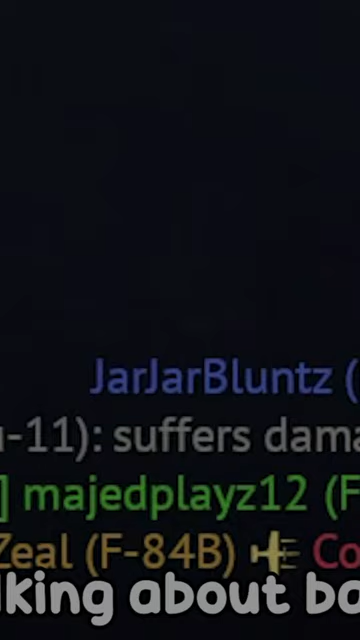 JarJarBluntz (
-11): suffers dama
] majedplayz12 (F
Zeal (F-84B) Co
lking about ba